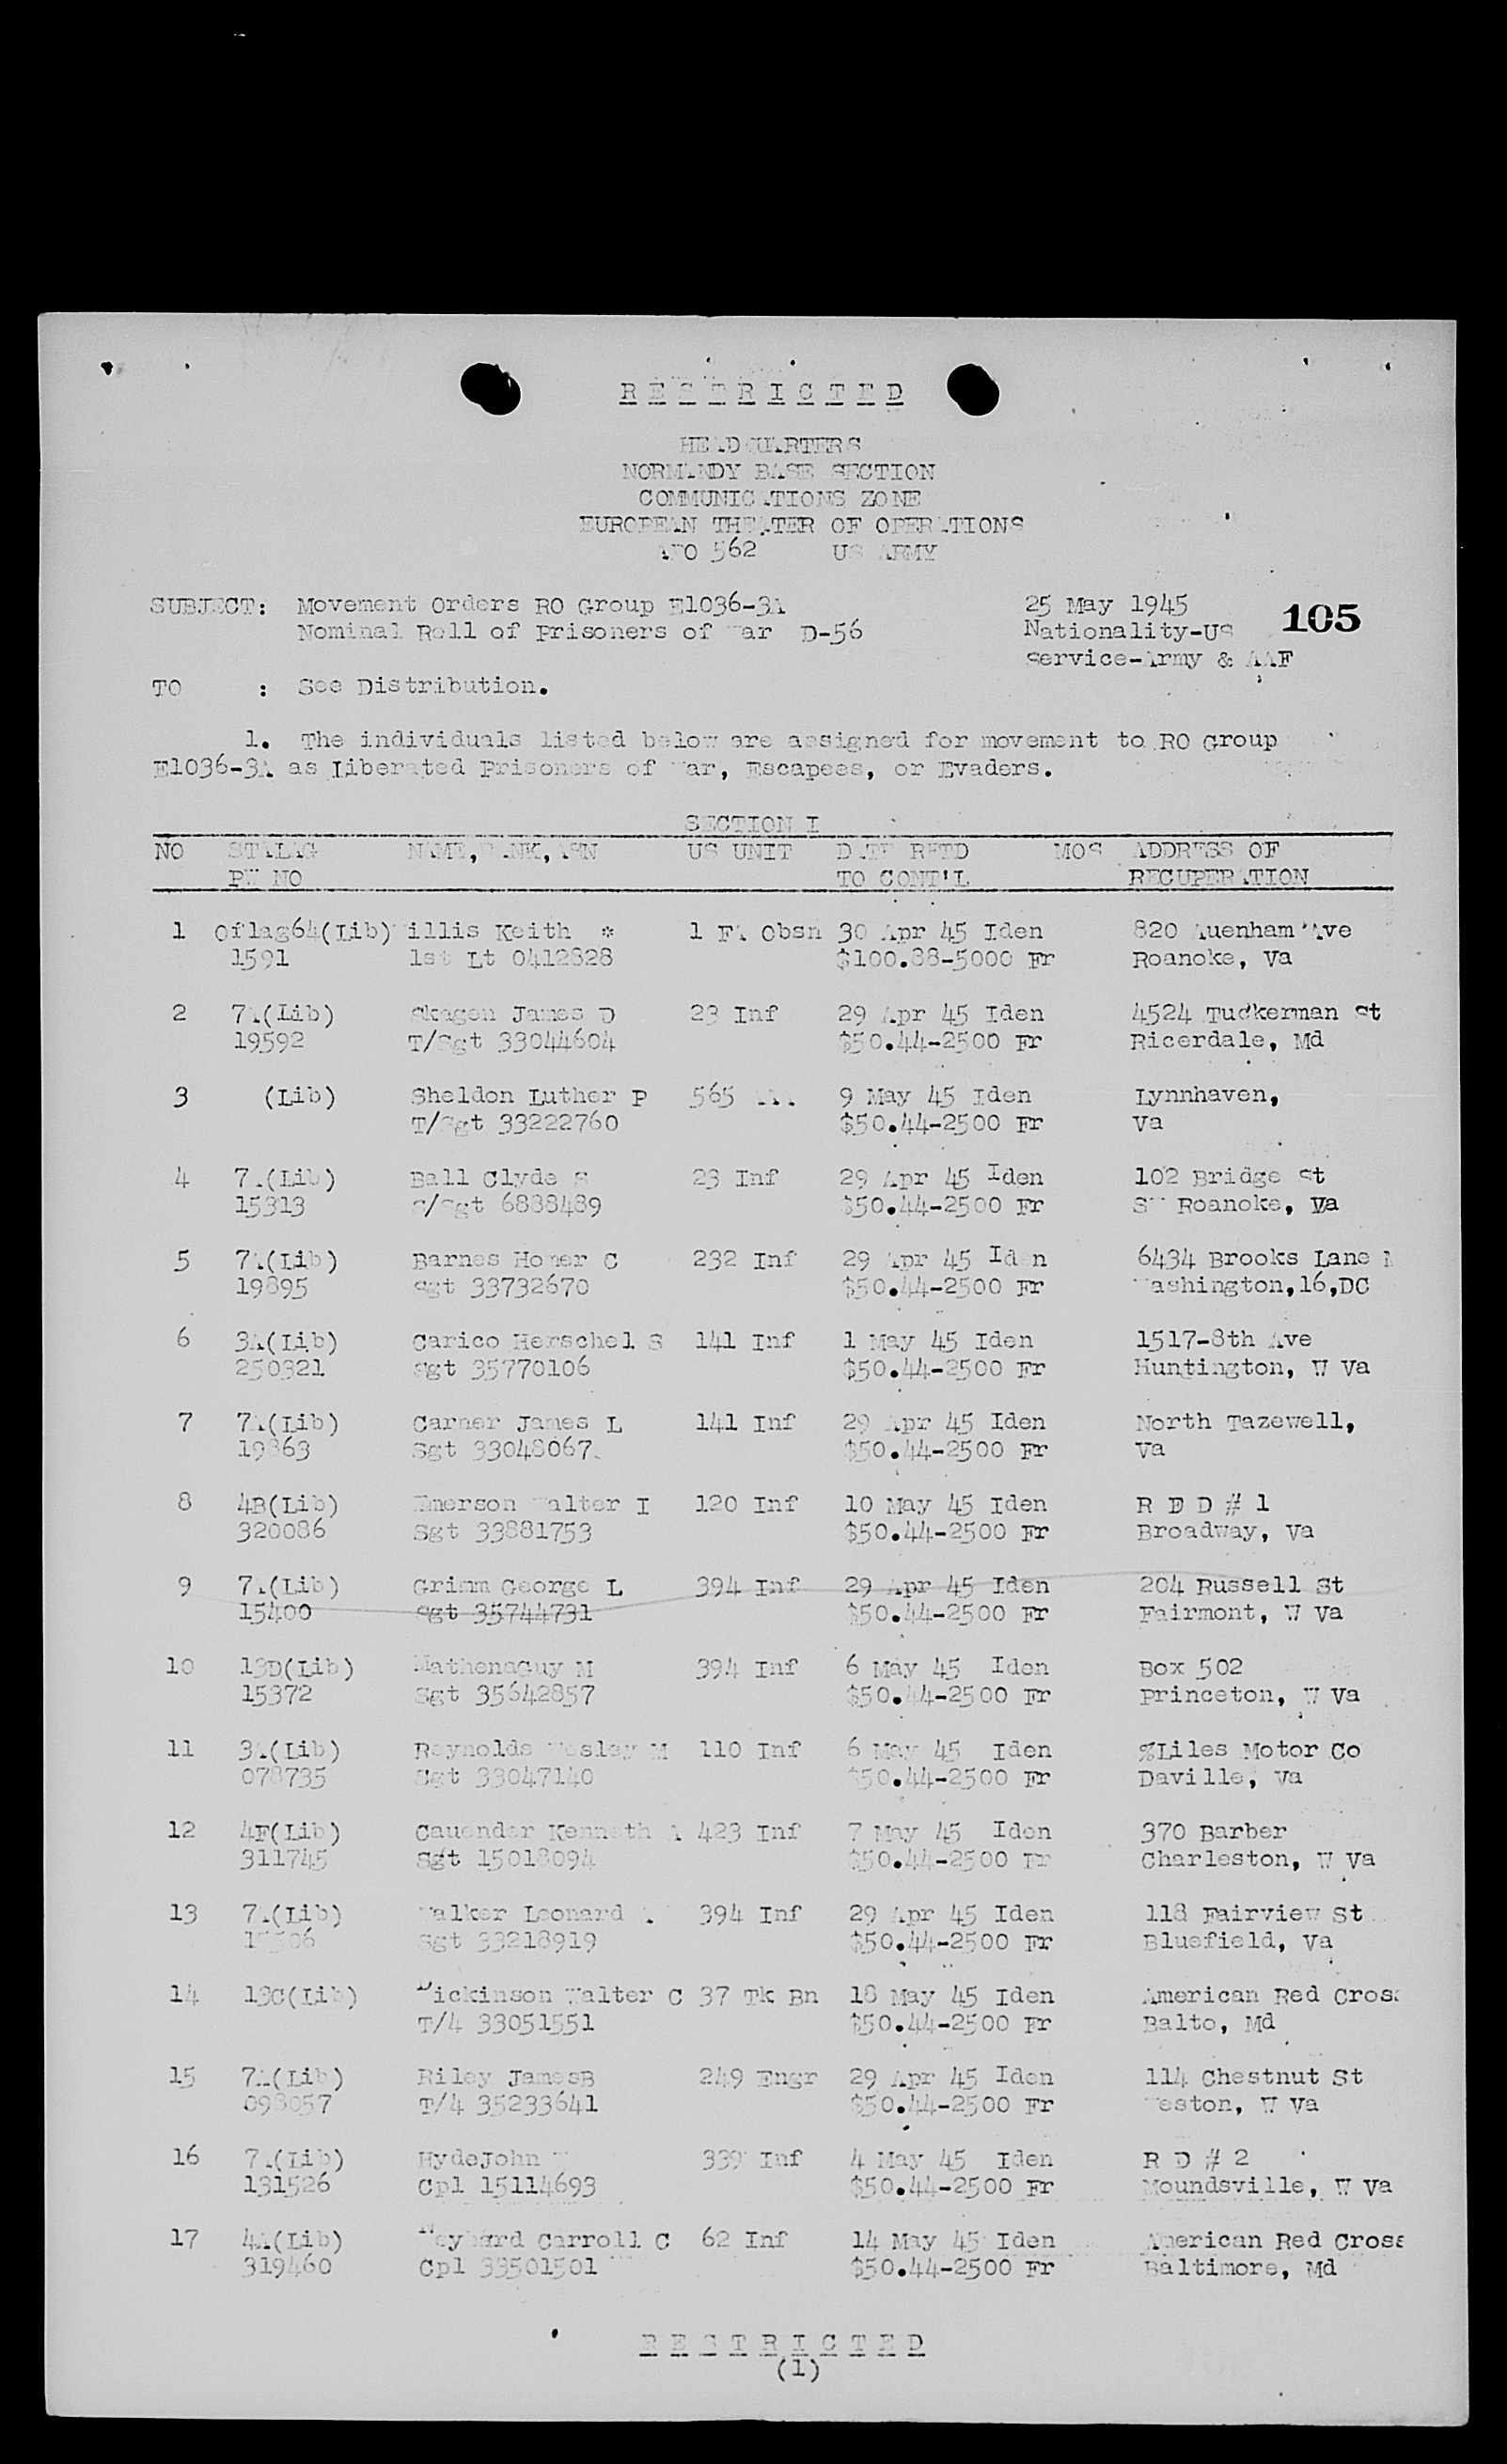 R E S T R I C T E D
HEADQUARTERS
NORMANDY BASE SECTION
COMMUNICATIONS ZONE
EUROPEAN THEATER OF OPERATIONS
APO 562 US ARMY
SUBJECT: Movement Orders RO Group E1036-3A 25 May 1945
Nominal Roll of Prisoners of War D-56 Nationality-US 105
Service-Army & AAF
TO : See Distribution.
1. The individuals listed below are assigned for movement to RO Group
E1036-3A as Liberated Prisoners of War, Escapees, or Evaders.
SECTION I
NO STALAG NAME, RANK, ASN US UNIT DATE RETD MOS ADDRESS OF
PW NO TO CONT'L RECUPERATION
1 Oflag64(Lib) Willis Keith * 1 FA Obsn 30 Apr 45 Iden 820 Auenham Ave
1591 1st Lt 0412828 $100.88-5000 Fr Roanoke, Va
2 7A(Lib) Skagen James D 23 Inf 29 Apr 45 Iden 4524 Tuckerman St
19592 T/Sgt 33044604 $50.44-2500 Fr Ricerdale, Md
3 (Lib) Sheldon Luther P 565 9 May 45 Iden Lynnhaven,
T/Sgt 33222760 $50.44-2500 Fr Va
4 7A(Lib) Ball Clyde S 23 Inf 29 Apr 45 Iden 102 Bridge St
15313 S/Sgt 6888489 $50.44-2500 Fr SW Roanoke, Va
5 7A(Lib) Barnes Homer C 232 Inf 29 Apr 45 Iden 6434 Brooks Lane
19895 Sgt 33732670 $50.44-2500 Fr Washington,16,DC
6 3A(Lib) Carico Herschel S 141 Inf 1 May 45 Iden 1517-8th Ave
250321 Sgt 35770106 $50.44-2500 Fr Huntington, W Va
7 7A(Lib) Carner James L 141 Inf 29 Apr 45 Iden North Tazewell,
19863 Sgt 33048067 $50.44-2500 Fr Va
8 4B(Lib) Emerson Walter I 120 Inf 10 May 45 Iden R E D # 1
320086 Sgt 33881753 $50.44-2500 Fr Broadway, Va
9 7A(Lib) Grimm George L 394 Inf 29 Apr 45 Iden 204 Russell St
15400 Sgt 35744731 $50.44-2500 Fr Fairmont, W Va
10 13D(Lib) MathenaGuy M 394 Inf 6 May 45 Iden Box 502
15372 Sgt 35642857 $50.44-2500 Fr Princeton, W Va
11 3A(Lib) Reynolds Wesley M 110 Inf 6 May 45 Iden %Liles Motor Co
078735 Sgt 33047140 $50.44-2500 Fr Daville, Va
12 4F(Lib) Cauender Kenneth A 423 Inf 7 May 45 Iden 370 Barber
311745 Sgt 15018094 $50.44-2500 Fr Charleston, W Va
13 7A(Lib) Walker Leonard 394 Inf 29 Apr 45 Iden 118 Fairview St
Sgt 33218919 $50.44-2500 Fr Bluefield, Va
14 13C(Lib) Dickinson Walter C 37 Tk Bn 18 May 45 Iden American Red Cross
T/4 33051551 $50.44-2500 Fr Balto, Md
15 7A(Lib) Riley JamesB 249 Engr 29 Apr 45 Iden 114 Chestnut St
098057 T/4 35233641 $50.44-2500 Fr Weston, W Va
16 7A(Lib) HydeJohn 339 Inf 4 May 45 Iden R D # 2
131526 Cpl 15114693 $50.44-2500 Fr Moundsville, W Va
17 4A(Lib) Weybard Carroll C 62 Inf 14 May 45 Iden American Red Cross
319460 Cpl 33501501 $50.44-2500 Fr Baltimore, Md
R E S T R I C T E D
(1)